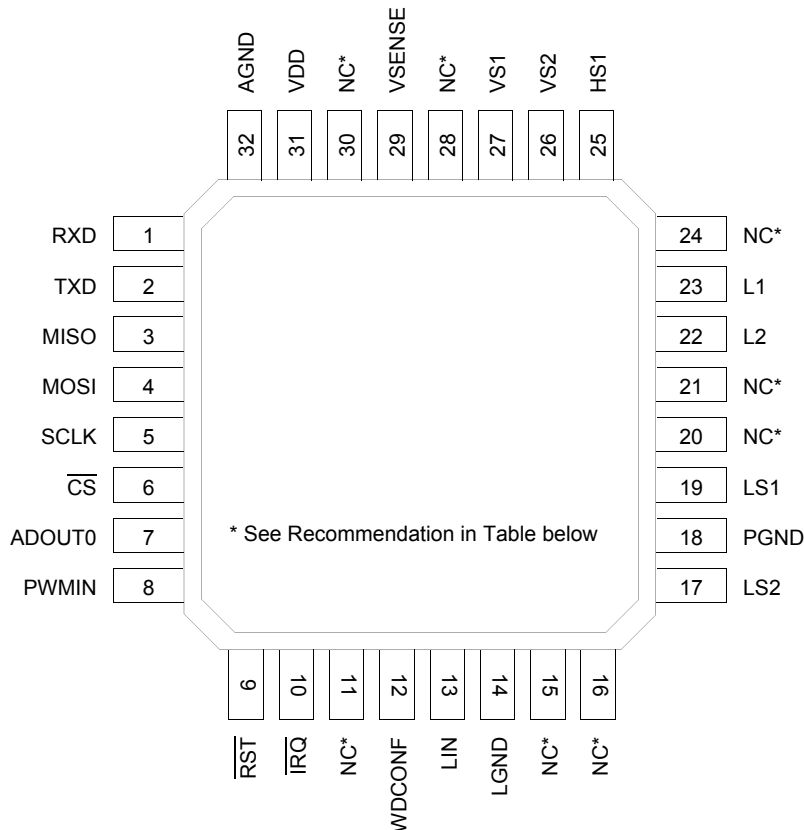 AGND
VDD
NC*
VSENSE
NC*
VS1
VS2
HS1
32
31
30
29
28
27
26
25
RXD 1
TXD 2
MISO 3
MOSI 4
SCLK 5
C̅S̅ 6
ADOUT0 7
PWMIN 8
24 NC*
23 L1
22 L2
21 NC*
20 NC*
19 LS1
18 PGND
17 LS2
* See Recommendation in Table below
9
10
11
12
13
14
15
16
R̅S̅T̅
I̅R̅Q̅
NC*
WDCONF
LIN
LGND
NC*
NC*